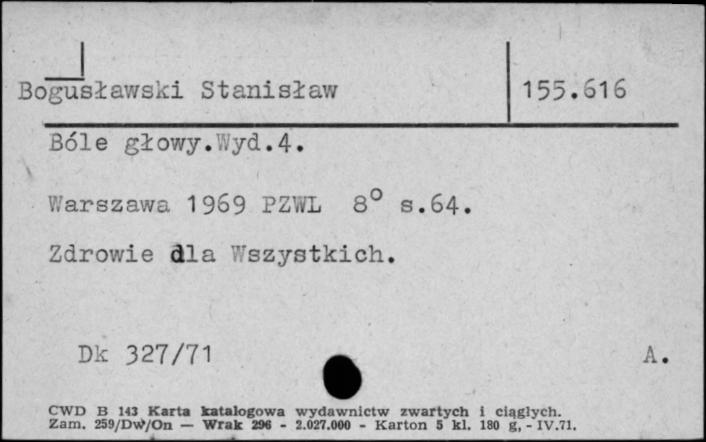 Bogusławski Stanisław 155.616
Bóle głowy.Wyd.4.
Warszawa 1969 PZWL 8° s.64.
Zdrowie dla Wszystkich.
Dk 327/71 A.
CWD B 143 Karta katalogowa wydawnictw zwartych i ciągłych.
Zam. 259/Dw/On — Wrak 296 - 2.027.000 - Karton 5 kl. 180 g, - IV.71.